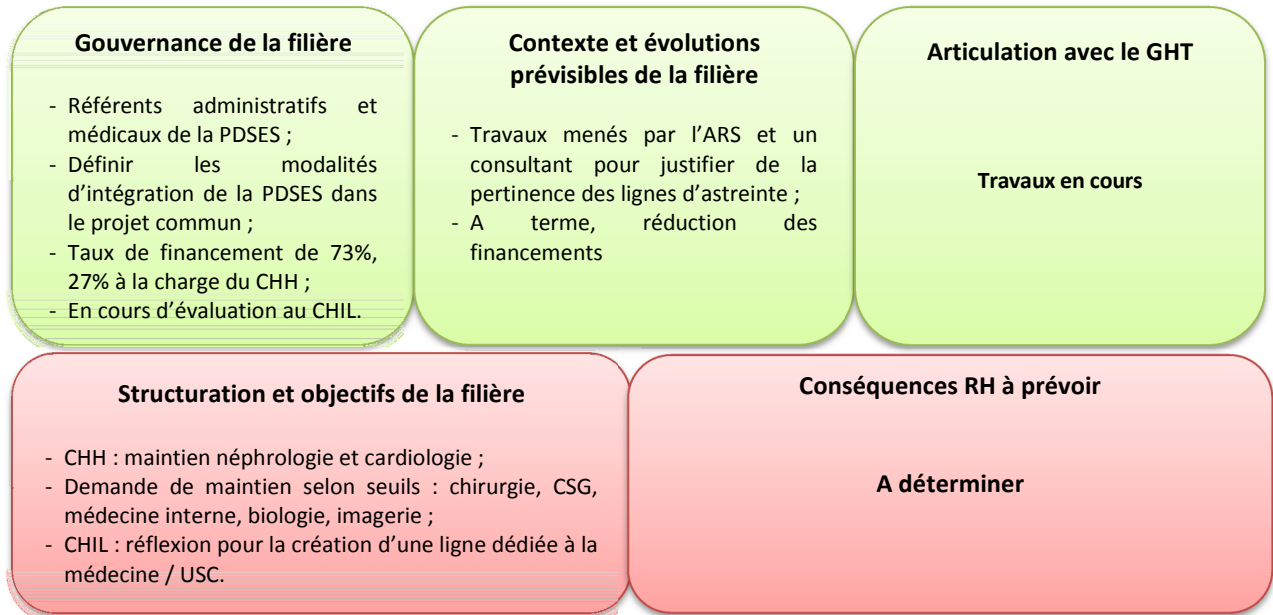 Gouvernance de la filière
- Référents administratifs et
médicaux de la PDSES ;
- Définir les modalités
d'intégration de la PDSES dans
le projet commun ;
- Taux de financement de 73%,
27% à la charge du CHH ;
- En cours d'évaluation au CHIL.
Contexte et évolutions
prévisibles de la filière
- Travaux menés par l'ARS et un
consultant pour justifier de la
pertinence des lignes d'astreinte ;
- A terme, réduction des
financements
Articulation avec le GHT
Travaux en cours
Structuration et objectifs de la filière
- CHH : maintien néphrologie et cardiologie ;
- Demande de maintien selon seuils : chirurgie, CSG,
médecine interne, biologie, imagerie ;
- CHIL : réflexion pour la création d'une ligne dédiée à la
médecine / USC.
Conséquences RH à prévoir
A déterminer